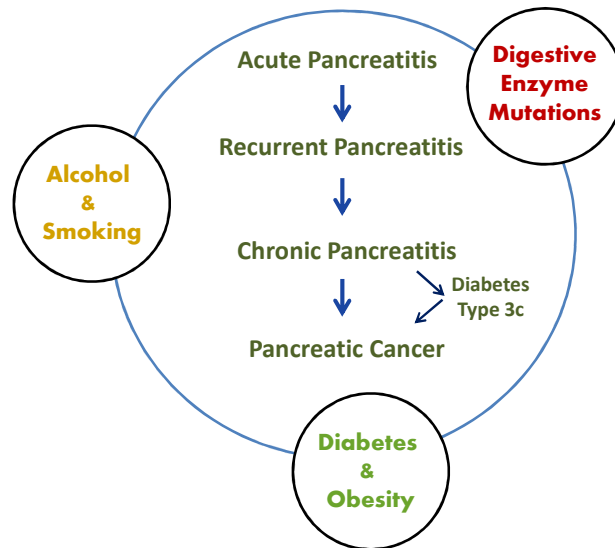 Acute Pancreatitis
Digestive
Enzyme
Mutations
Recurrent Pancreatitis
Alcohol
&
Smoking
Chronic Pancreatitis
Diabetes
Type 3c
Pancreatic Cancer
Diabetes
&
Obesity